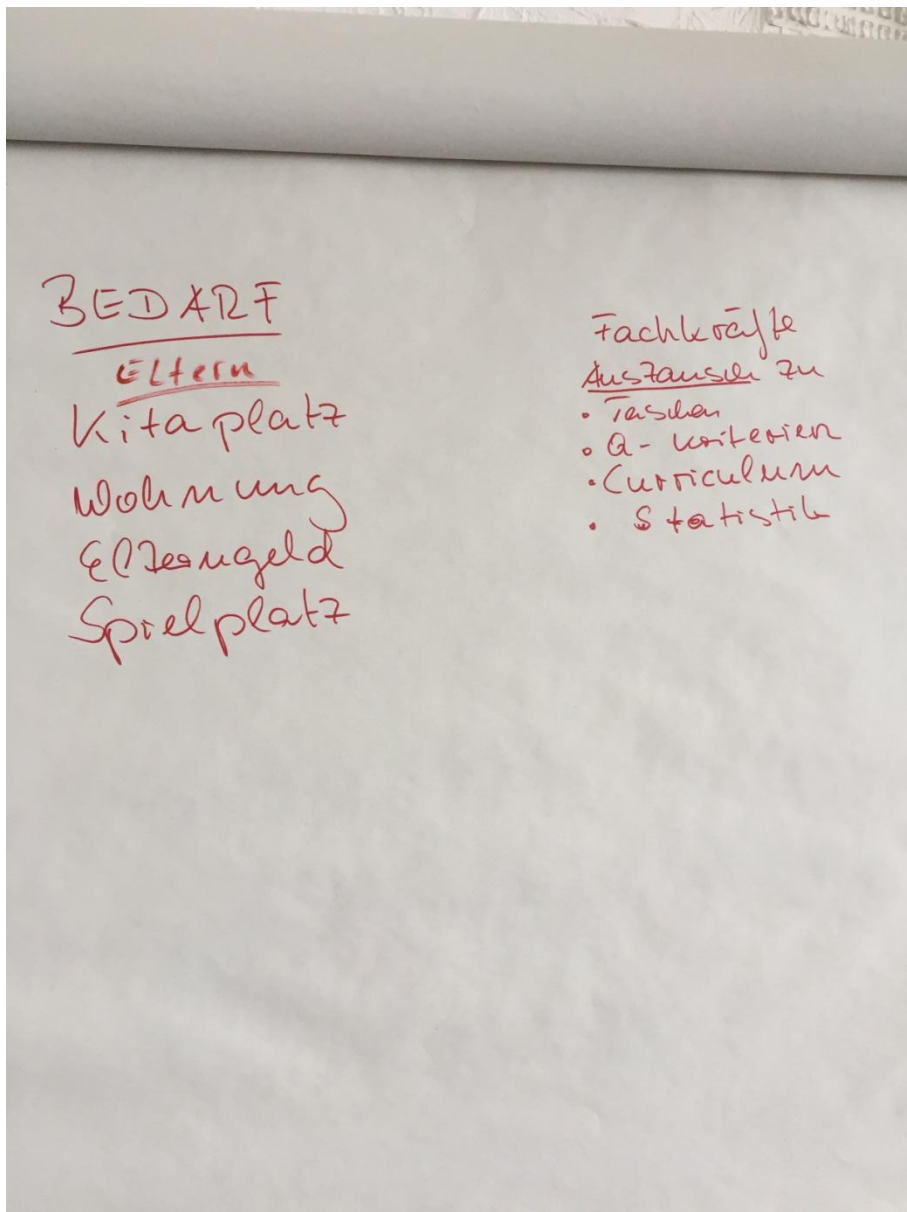 BEDARF
Eltern
Kitaplatz
Wohnung
Elterngeld
Spielplatz
Fachkräfte
Austausch zu
• Taschen
• Q-Kriterien
• Curriculum
• Statistik